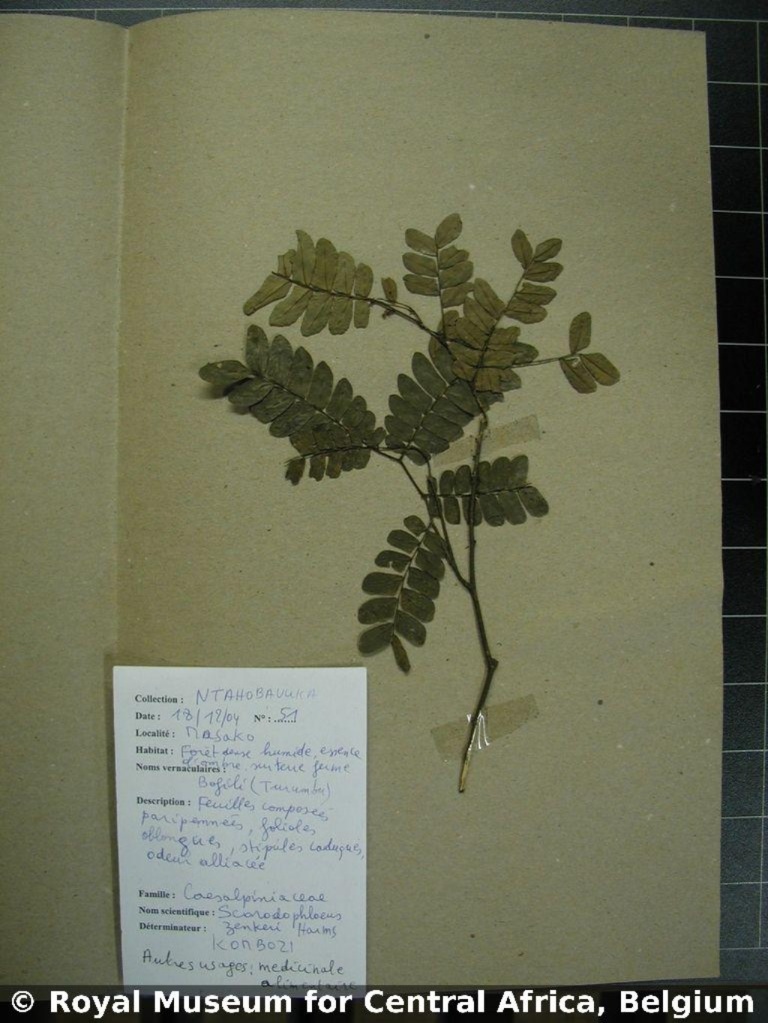 Collection : NTAHOBAVUKA
Date : 18/12/04 N° : 51
Localité : Masako
Habitat : Forêt dense humide, essence
d'ombre, sur terre ferme
Noms vernaculaires :
Bofili (Turumbu)
Description : Feuilles composées
paripennées, folioles
oblongues, stipules caduques,
odeur alliacée
Famille : Caesalpiniaceae
Nom scientifique : Scorodophloeus
zenkeri Harms
Déterminateur :
KOMBOZI
Autres usages : medicinale
alimentaire
© Royal Museum for Central Africa, Belgium